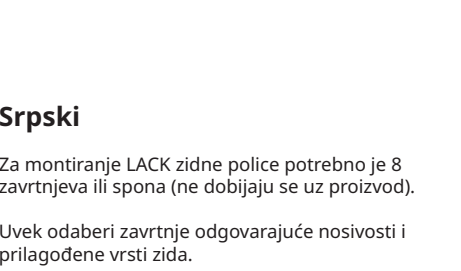 Srpski
Za montiranje LACK zidne police potrebno je 8
zavrtnjeva ili spona (ne dobijaju se uz proizvod).
Uvek odaberi zavrtnje odgovarajuće nosivosti i
prilagođene vrsti zida.